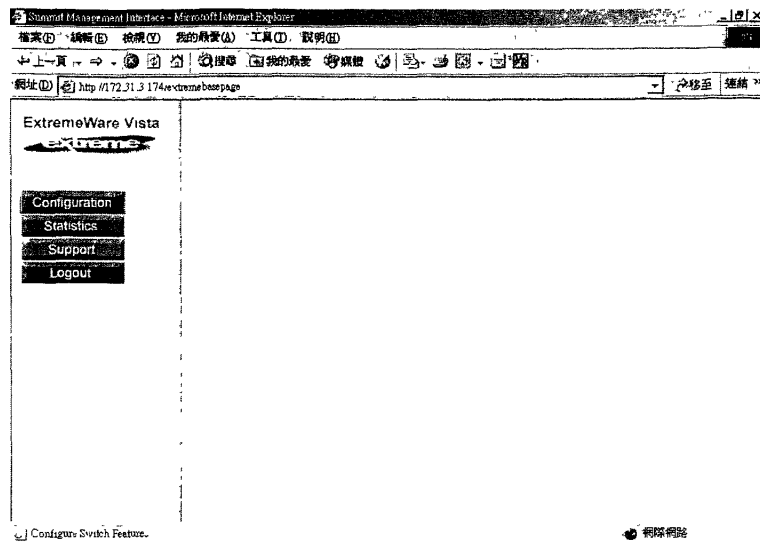 Summit Management Interface - Microsoft Internet Explorer
檔案(F) 編輯(E) 檢視(V) 我的最愛(A) 工具(T) 說明(H)
上一頁 搜尋 我的最愛 媒體
網址(D) http //172.31.3 174/extremebasepage 移至 連結 »
ExtremeWare Vista
extreme
Configuration
Statistics
Support
Logout
Configure Switch Feature.
網際網路